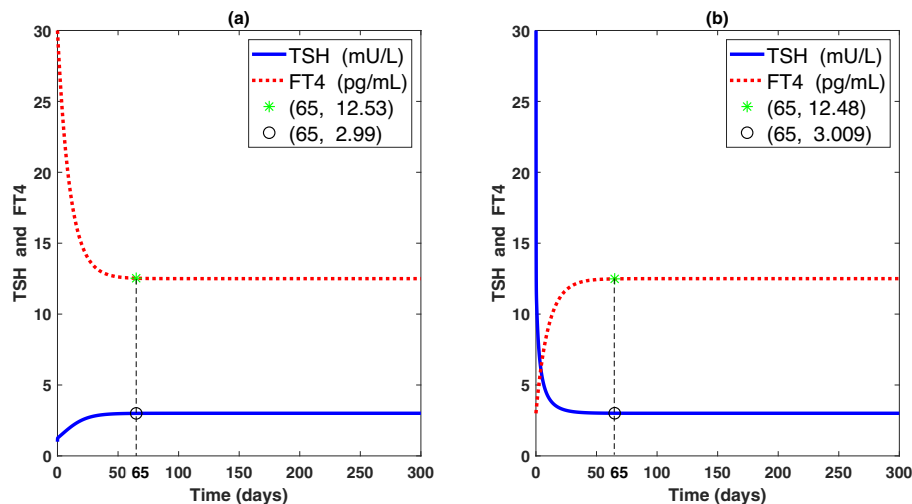 (a)
TSH and FT4
30
25
20
15
10
5
0
TSH (mU/L)
FT4 (pg/mL)
(65, 12.53)
(65, 2.99)
0 50 65 100 150 200 250 300
Time (days)
(b)
TSH and FT4
30
25
20
15
10
5
0
TSH (mU/L)
FT4 (pg/mL)
(65, 12.48)
(65, 3.009)
0 50 65 100 150 200 250 300
Time (days)